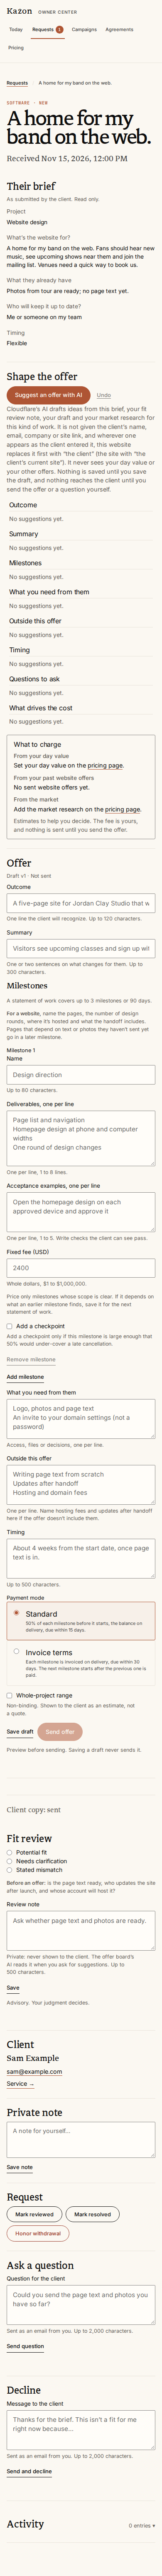 Kazon OWNER CENTER
Today Requests 1 Campaigns Agreements
Pricing
Requests A home for my band on the web.
SOFTWARE · NEW
A home for my
band on the web.
Received Nov 15, 2026, 12:00 PM
Their brief
As submitted by the client. Read only.
Project
Website design
What's the website for?
A home for my band on the web. Fans should hear new
music, see upcoming shows near them and join the
mailing list. Venues need a quick way to book us.
What they already have
Photos from tour are ready; no page text yet.
Who will keep it up to date?
Me or someone on my team
Timing
Flexible
Shape the offer
Suggest an offer with AI Undo
Cloudflare's AI drafts ideas from this brief, your fit
review note, your draft and your market research for
this kind of work. It is not given the client's name,
email, company or site link, and wherever one
appears as the client entered it, this website
replaces it first with “the client” (the site with “the
client's current site”). It never sees your day value or
your other offers. Nothing is saved until you save
the draft, and nothing reaches the client until you
send the offer or a question yourself.
Outcome
No suggestions yet.
Summary
No suggestions yet.
Milestones
No suggestions yet.
What you need from them
No suggestions yet.
Outside this offer
No suggestions yet.
Timing
No suggestions yet.
Questions to ask
No suggestions yet.
What drives the cost
No suggestions yet.
What to charge
From your day value
Set your day value on the pricing page.
From your past website offers
No sent website offers yet.
From the market
Add the market research on the pricing page.
Estimates to help you decide. The fee is yours,
and nothing is sent until you send the offer.
Offer
Draft v1 · Not sent
Outcome
A five-page site for Jordan Clay Studio that w
One line the client will recognize. Up to 120 characters.
Summary
Visitors see upcoming classes and sign up wit
One or two sentences on what changes for them. Up to
300 characters.
Milestones
A statement of work covers up to 3 milestones or 90 days.
For a website, name the pages, the number of design
rounds, where it's hosted and what the handoff includes.
Pages that depend on text or photos they haven't sent yet
go in a later milestone.
Milestone 1
Name
Design direction
Up to 80 characters.
Deliverables, one per line
Page list and navigation
Homepage design at phone and computer
widths
One round of design changes
One per line, 1 to 8 lines.
Acceptance examples, one per line
Open the homepage design on each
approved device and approve it
One per line, 1 to 5. Write checks the client can see pass.
Fixed fee (USD)
2400
Whole dollars, $1 to $1,000,000.
Price only milestones whose scope is clear. If it depends on
what an earlier milestone finds, save it for the next
statement of work.
Add a checkpoint
Add a checkpoint only if this milestone is large enough that
50% would under-cover a late cancellation.
Remove milestone
Add milestone
What you need from them
Logo, photos and page text
An invite to your domain settings (not a
password)
Access, files or decisions, one per line.
Outside this offer
Writing page text from scratch
Updates after handoff
Hosting and domain fees
One per line. Name hosting fees and updates after handoff
here if the offer doesn't include them.
Timing
About 4 weeks from the start date, once page
text is in.
Up to 500 characters.
Payment mode
Standard
50% of each milestone before it starts, the balance on
delivery, due within 15 days.
Invoice terms
Each milestone is invoiced on delivery, due within 30
days. The next milestone starts after the previous one is
paid.
Whole-project range
Non-binding. Shown to the client as an estimate, not
a quote.
Save draft Send offer
Preview before sending. Saving a draft never sends it.
Client copy: sent
Fit review
Potential fit
Needs clarification
Stated mismatch
Before an offer: is the page text ready, who updates the site
after launch, and whose account will host it?
Review note
Ask whether page text and photos are ready.
Private: never shown to the client. The offer board's
AI reads it when you ask for suggestions. Up to
500 characters.
Save
Advisory. Your judgment decides.
Client
Sam Example
sam@example.com
Service →
Private note
A note for yourself...
Save note
Request
Mark reviewed Mark resolved
Honor withdrawal
Ask a question
Question for the client
Could you send the page text and photos you
have so far?
Sent as an email from you. Up to 2,000 characters.
Send question
Decline
Message to the client
Thanks for the brief. This isn't a fit for me
right now because...
Sent as an email from you. Up to 2,000 characters.
Send and decline
Activity 0 entries ▾